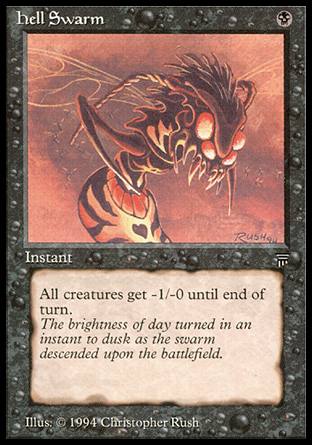 Hell Swarm
RUSH94
Instant
All creatures get -1/-0 until end of
turn.
The brightness of day turned in an
instant to dusk as the swarm
descended upon the battlefield.
Illus: © 1994 Christopher Rush